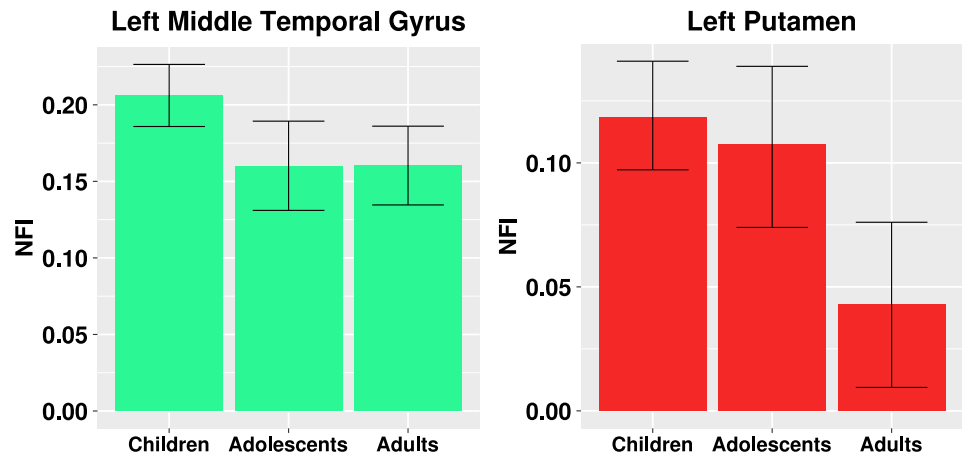 Left Middle Temporal Gyrus
NFI
0.20
0.15
0.10
0.05
0.00
Children Adolescents Adults
Left Putamen
NFI
0.10
0.05
0.00
Children Adolescents Adults